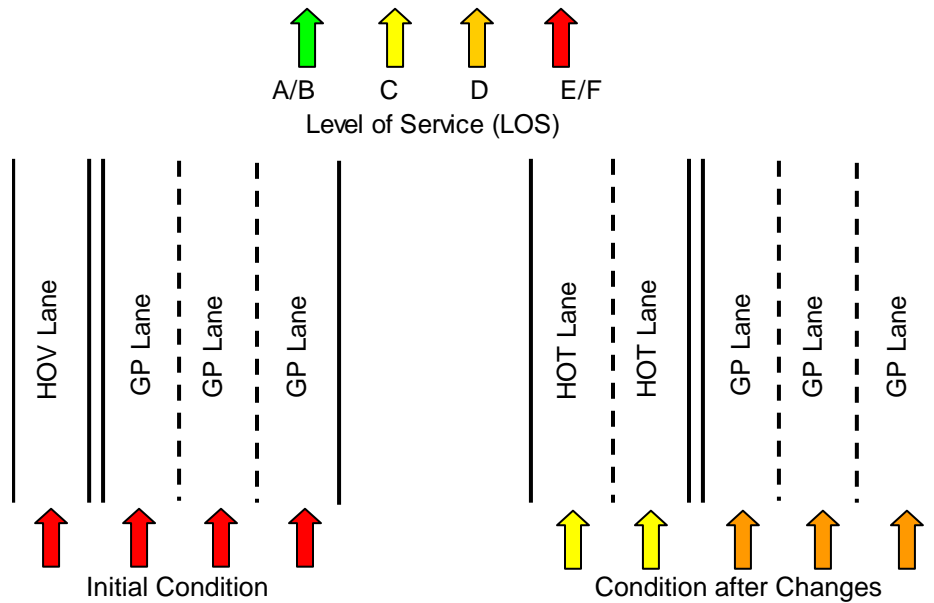 A/B C D E/F
Level of Service (LOS)
HOV Lane
GP Lane
GP Lane
GP Lane
HOT Lane
HOT Lane
GP Lane
GP Lane
GP Lane
Initial Condition
Condition after Changes